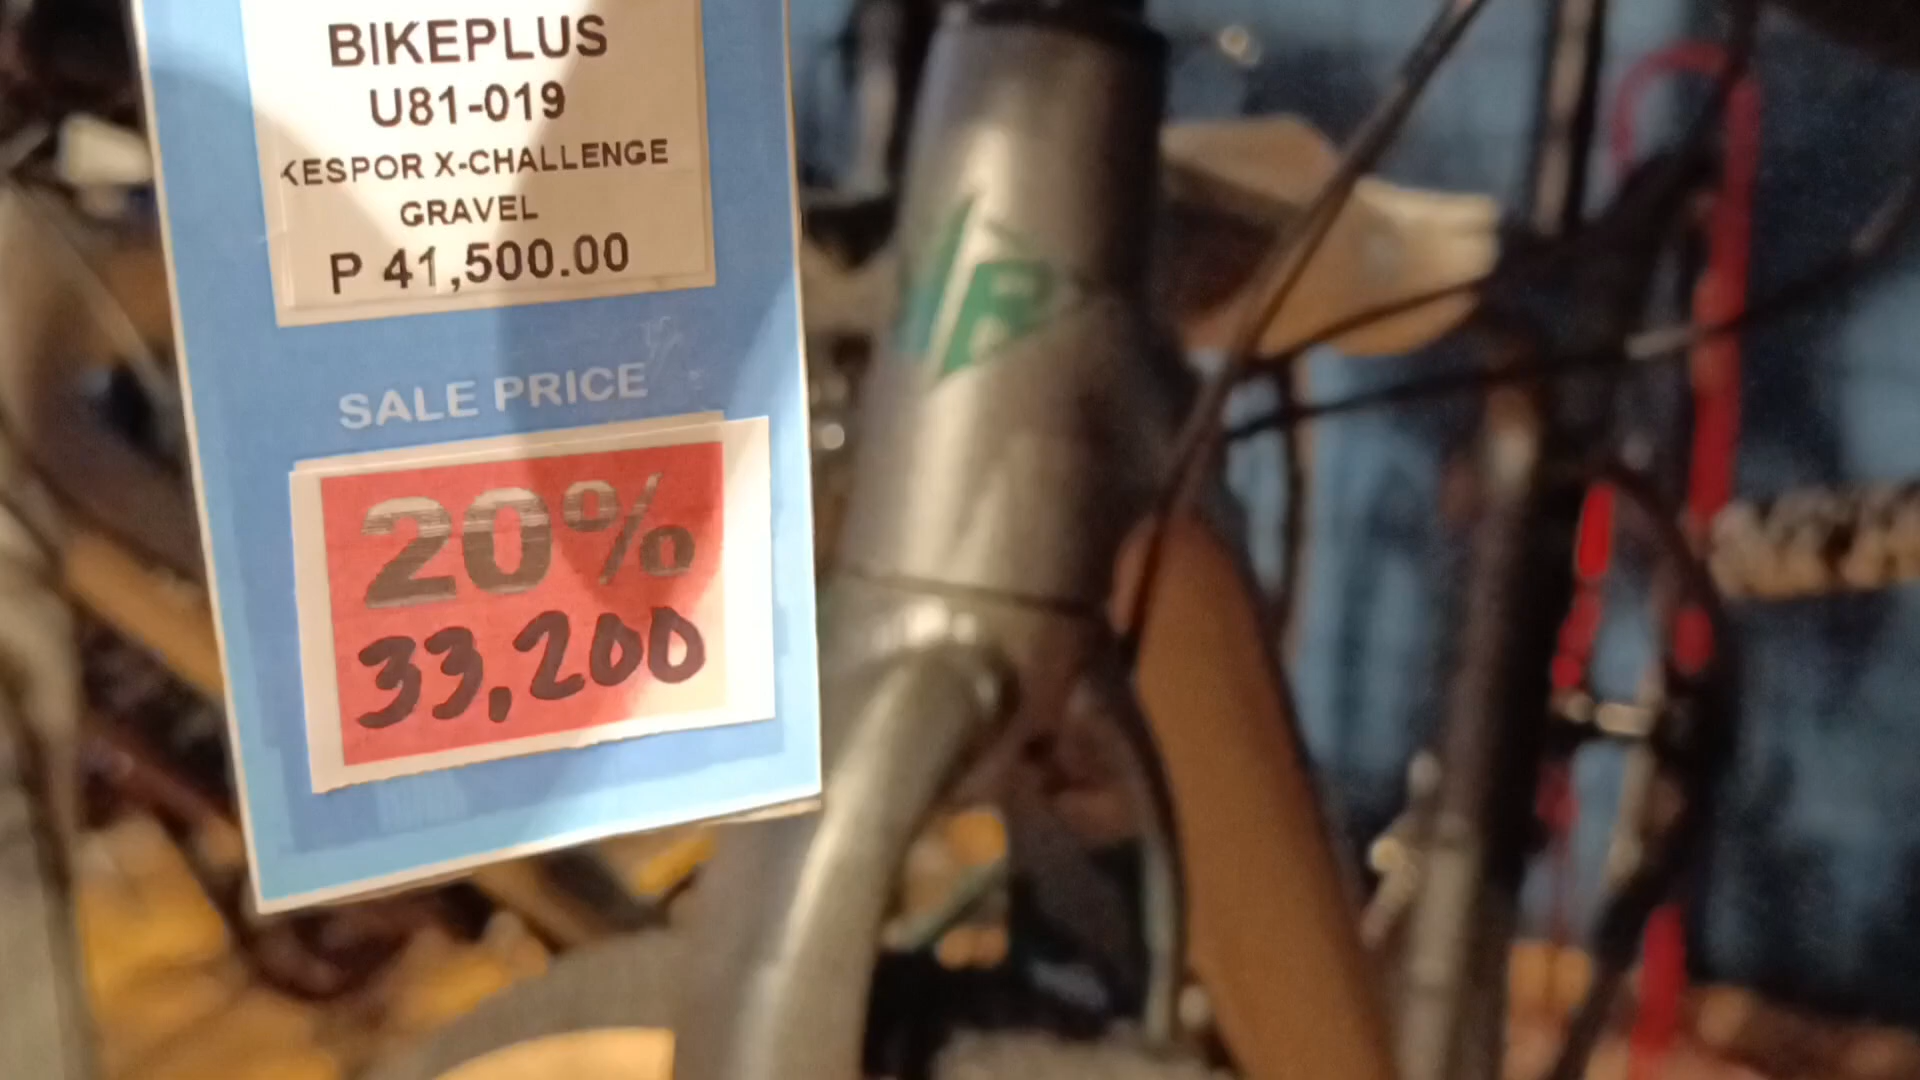 BIKEPLUS
U81-019
KESPOR X-CHALLENGE
GRAVEL
P 41,500.00
SALE PRICE
20%
33,200